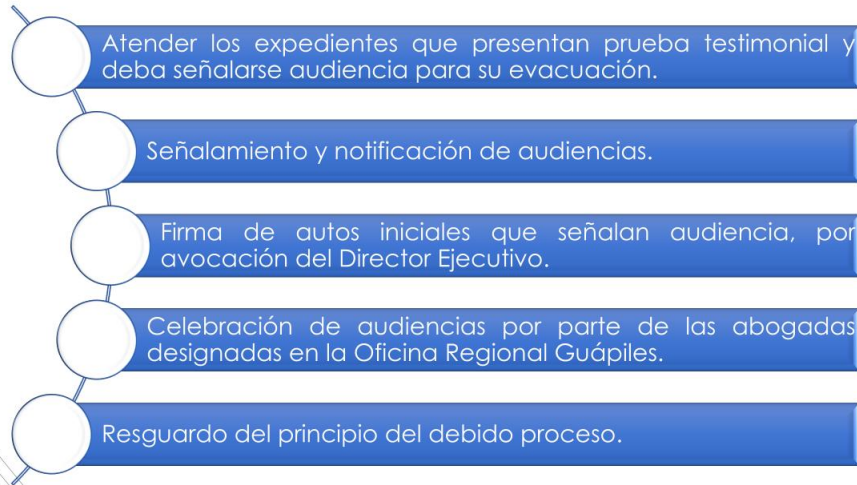 Atender los expedientes que presentan prueba testimonial y
deba señalarse audiencia para su evacuación.
Señalamiento y notificación de audiencias.
Firma de autos iniciales que señalan audiencia, por
avocación del Director Ejecutivo.
Celebración de audiencias por parte de las abogadas
designadas en la Oficina Regional Guápiles.
Resguardo del principio del debido proceso.